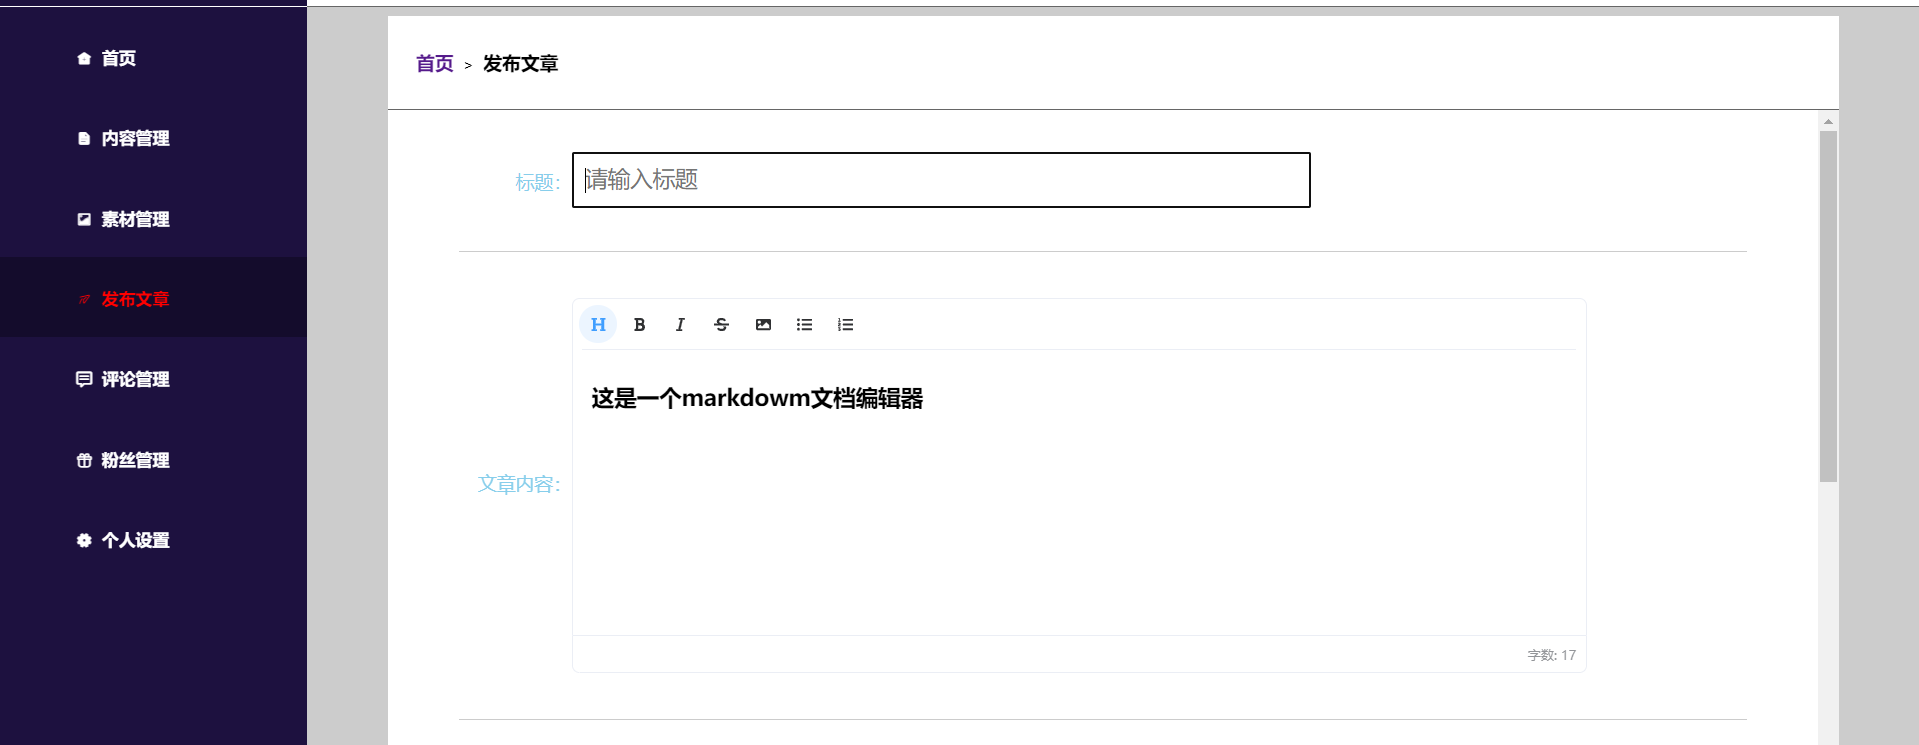 首页
内容管理
素材管理
发布文章
评论管理
粉丝管理
个人设置
首页 > 发布文章
标题：
请输入标题
H B I S
这是一个markdowm文档编辑器
文章内容：
字数: 17